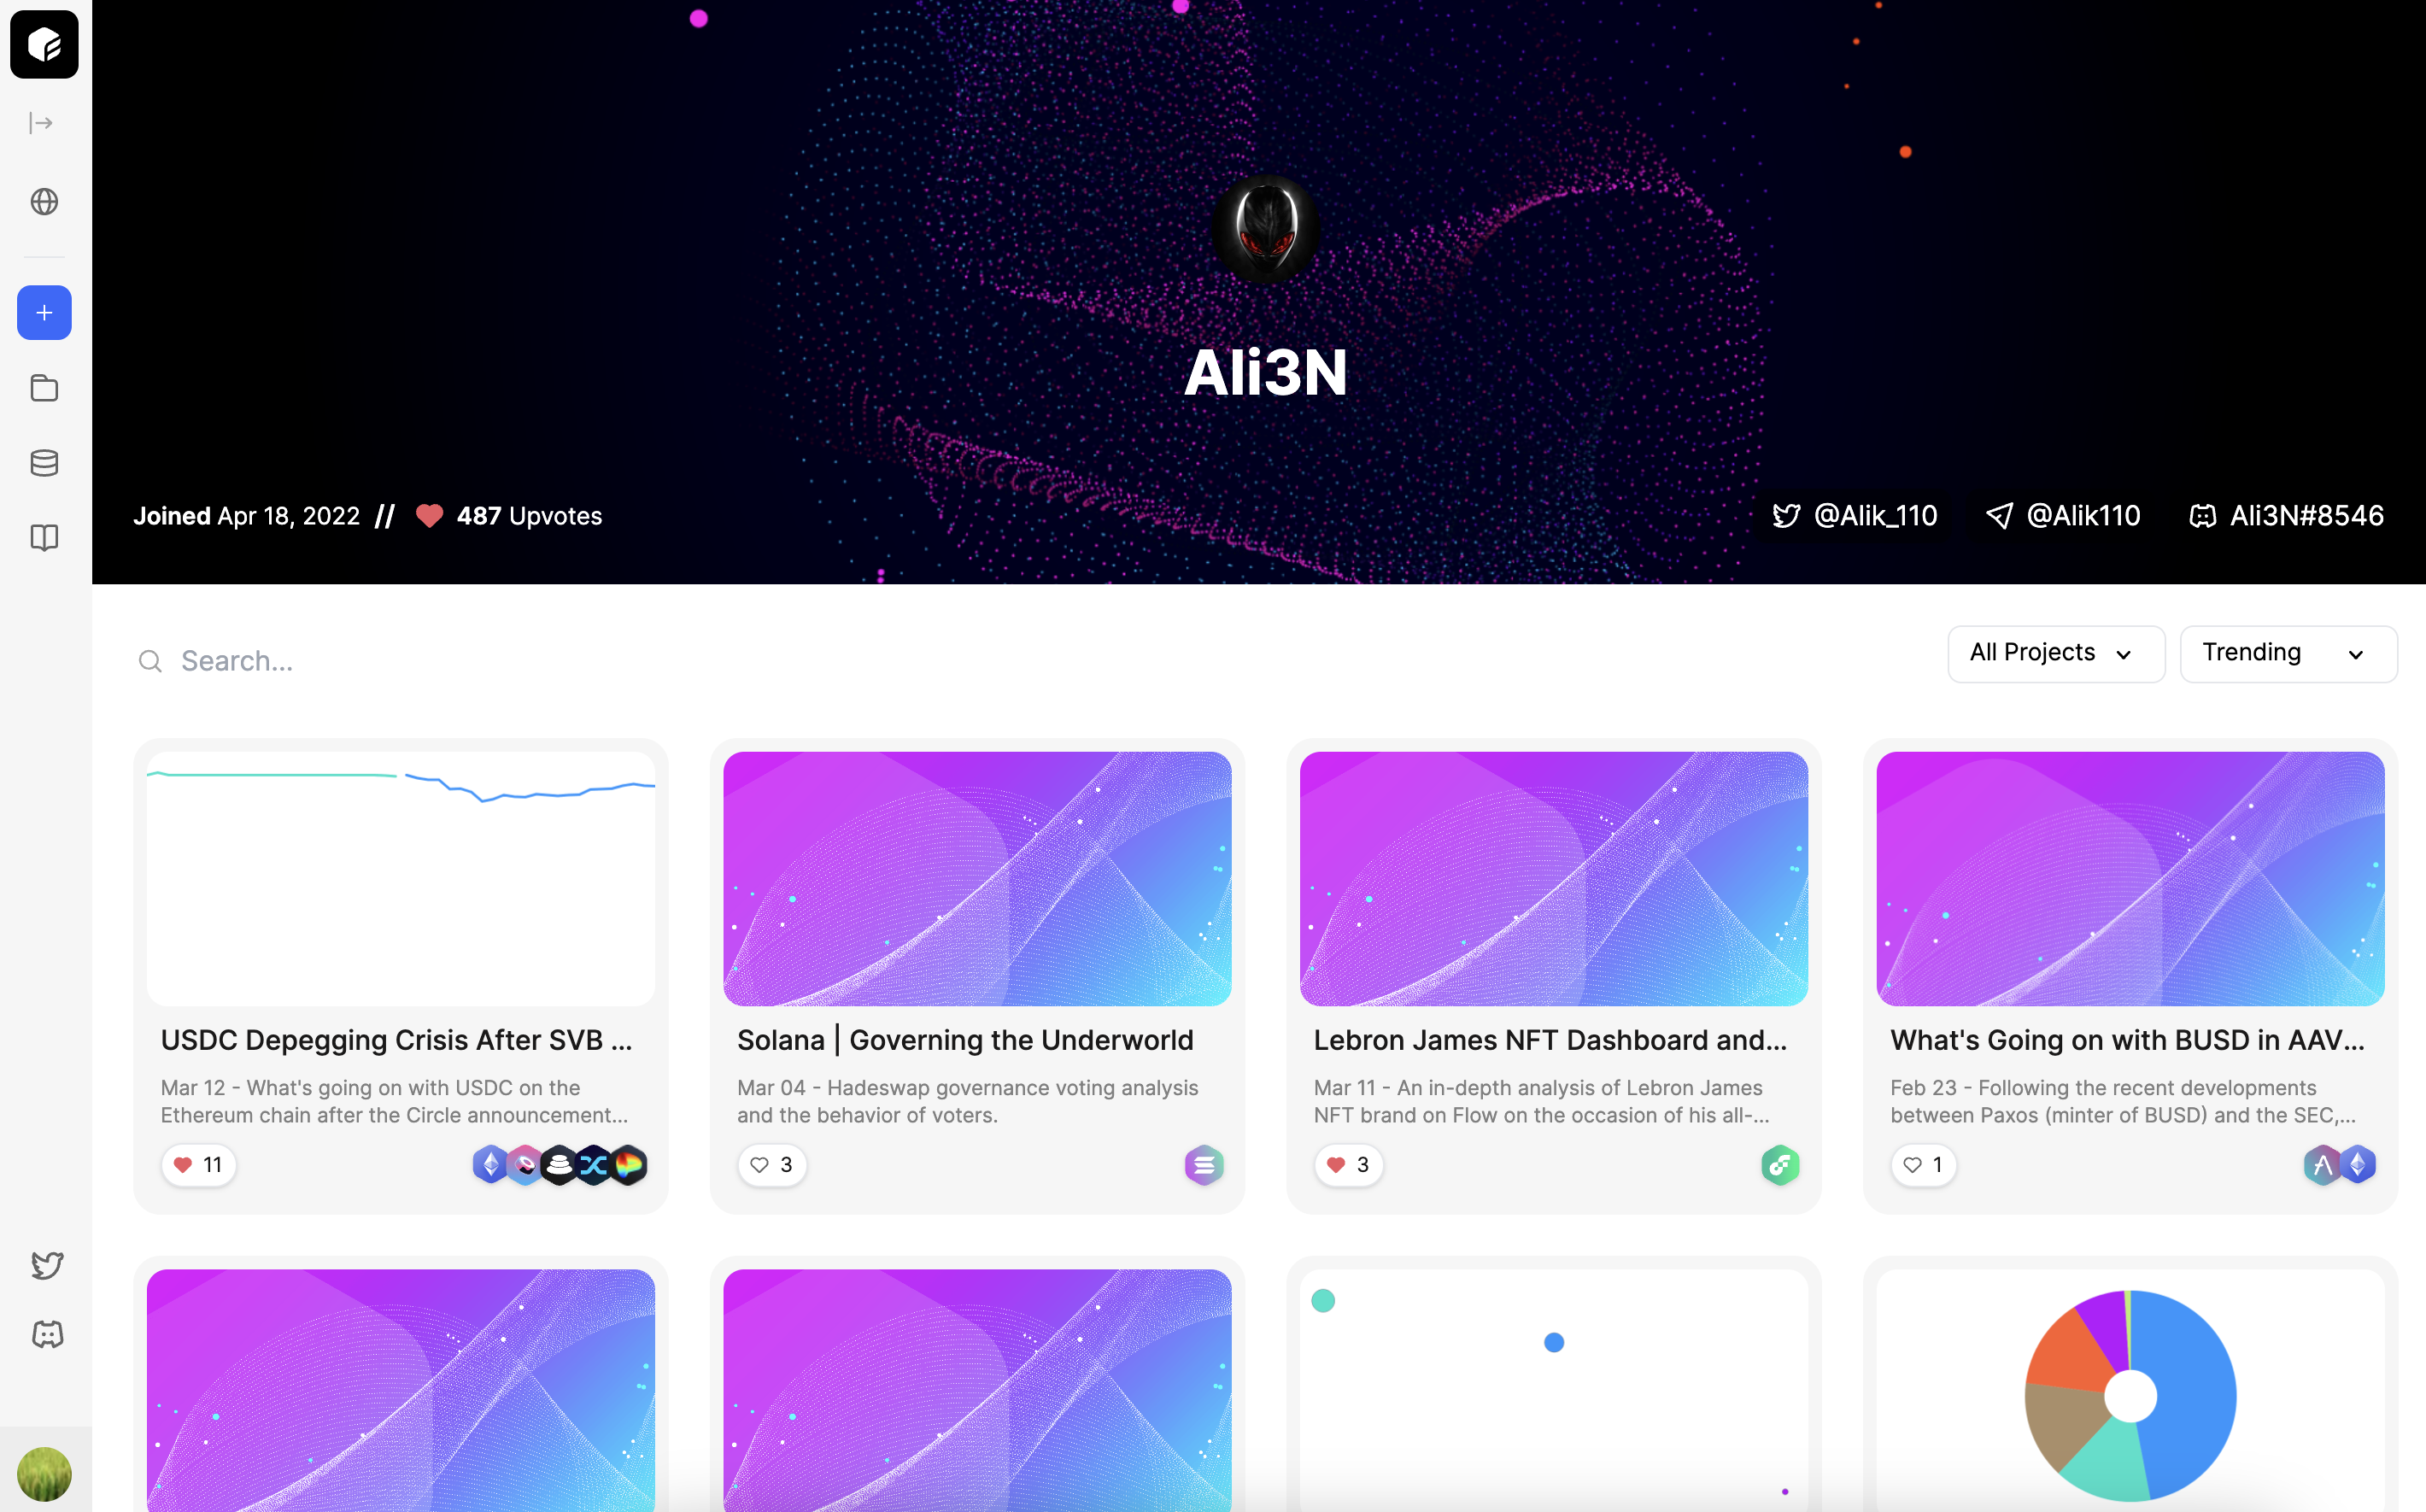 Ali3N
Joined Apr 18, 2022 // 487 Upvotes
@Alik_110 @Alik110 Ali3N#8546
Search...
All Projects Trending
USDC Depegging Crisis After SVB ...
Mar 12 - What's going on with USDC on the
Ethereum chain after the Circle announcement...
11
Solana | Governing the Underworld
Mar 04 - Hadeswap governance voting analysis
and the behavior of voters.
3
Lebron James NFT Dashboard and...
Mar 11 - An in-depth analysis of Lebron James
NFT brand on Flow on the occasion of his all-...
3
What's Going on with BUSD in AAV...
Feb 23 - Following the recent developments
between Paxos (minter of BUSD) and the SEC,...
1